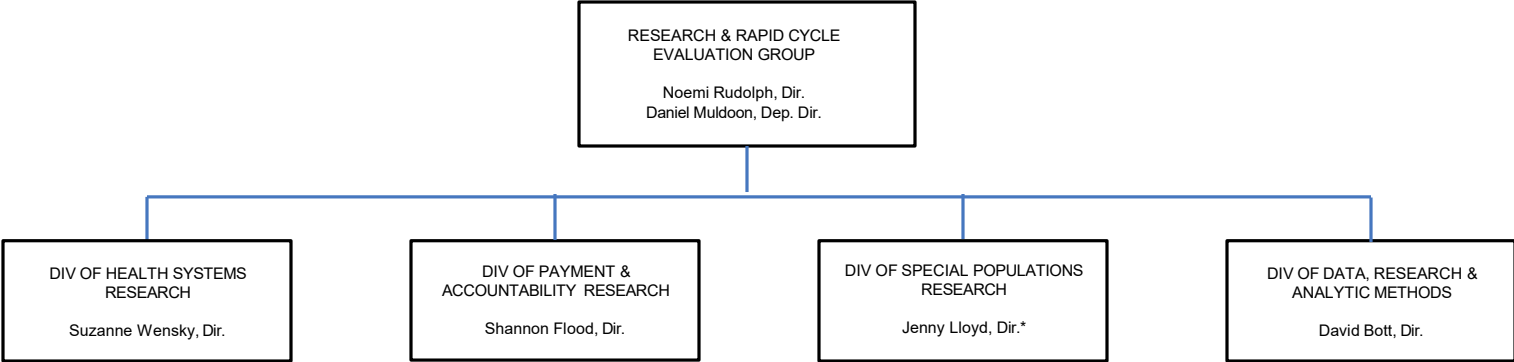 RESEARCH & RAPID CYCLE
EVALUATION GROUP
Noemi Rudolph, Dir.
Daniel Muldoon, Dep. Dir.
DIV OF HEALTH SYSTEMS
RESEARCH
Suzanne Wensky, Dir.
DIV OF PAYMENT &
ACCOUNTABILITY RESEARCH
Shannon Flood, Dir.
DIV OF SPECIAL POPULATIONS
RESEARCH
Jenny Lloyd, Dir.*
DIV OF DATA, RESEARCH &
ANALYTIC METHODS
David Bott, Dir.